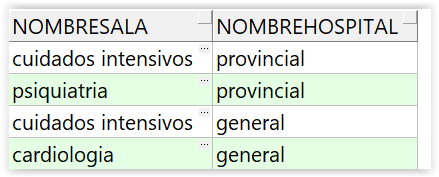 NOMBRESALA NOMBREHOSPITAL
cuidados intensivos ... provincial
psiquiatria ... provincial
cuidados intensivos ... general
cardiologia ... general